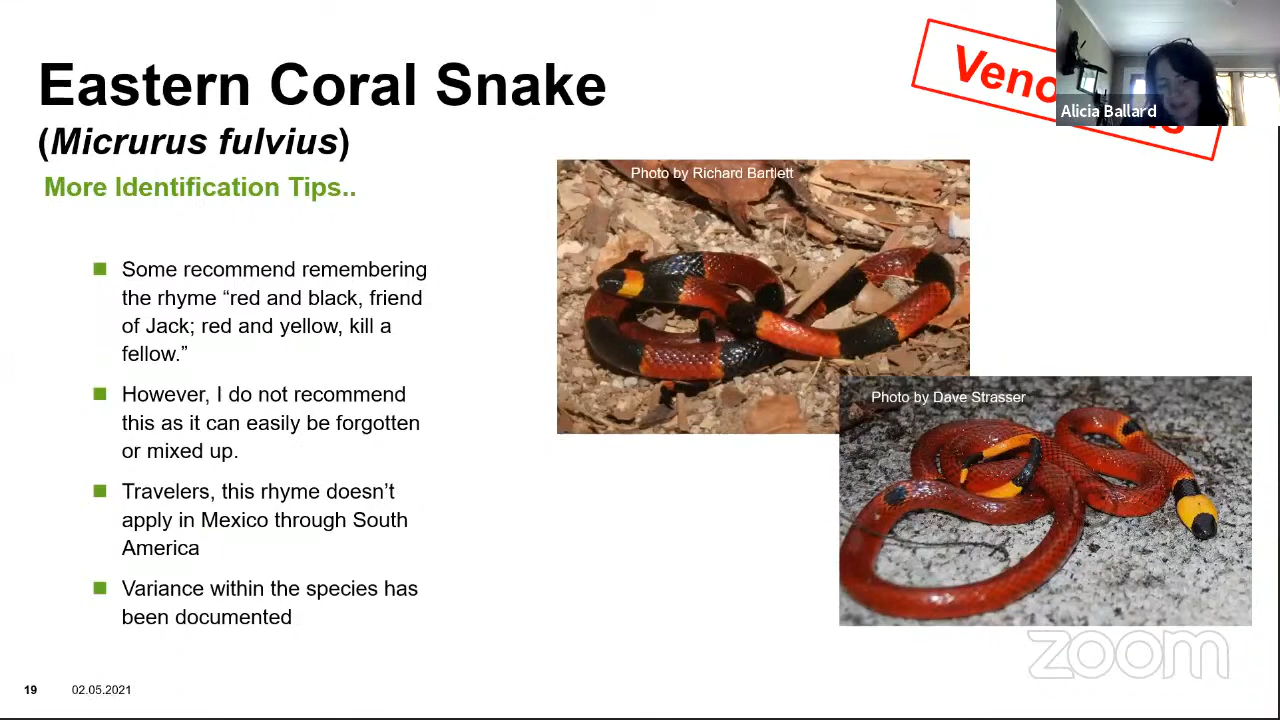 Eastern Coral Snake
(Micrurus fulvius)
More Identification Tips..
Some recommend remembering
the rhyme “red and black, friend
of Jack; red and yellow, kill a
fellow.”
However, I do not recommend
this as it can easily be forgotten
or mixed up.
Travelers, this rhyme doesn’t
apply in Mexico through South
America
Variance within the species has
been documented
Photo by Richard Bartlett
Photo by Dave Strasser
Alicia Ballard
zoom
19 02.05.2021